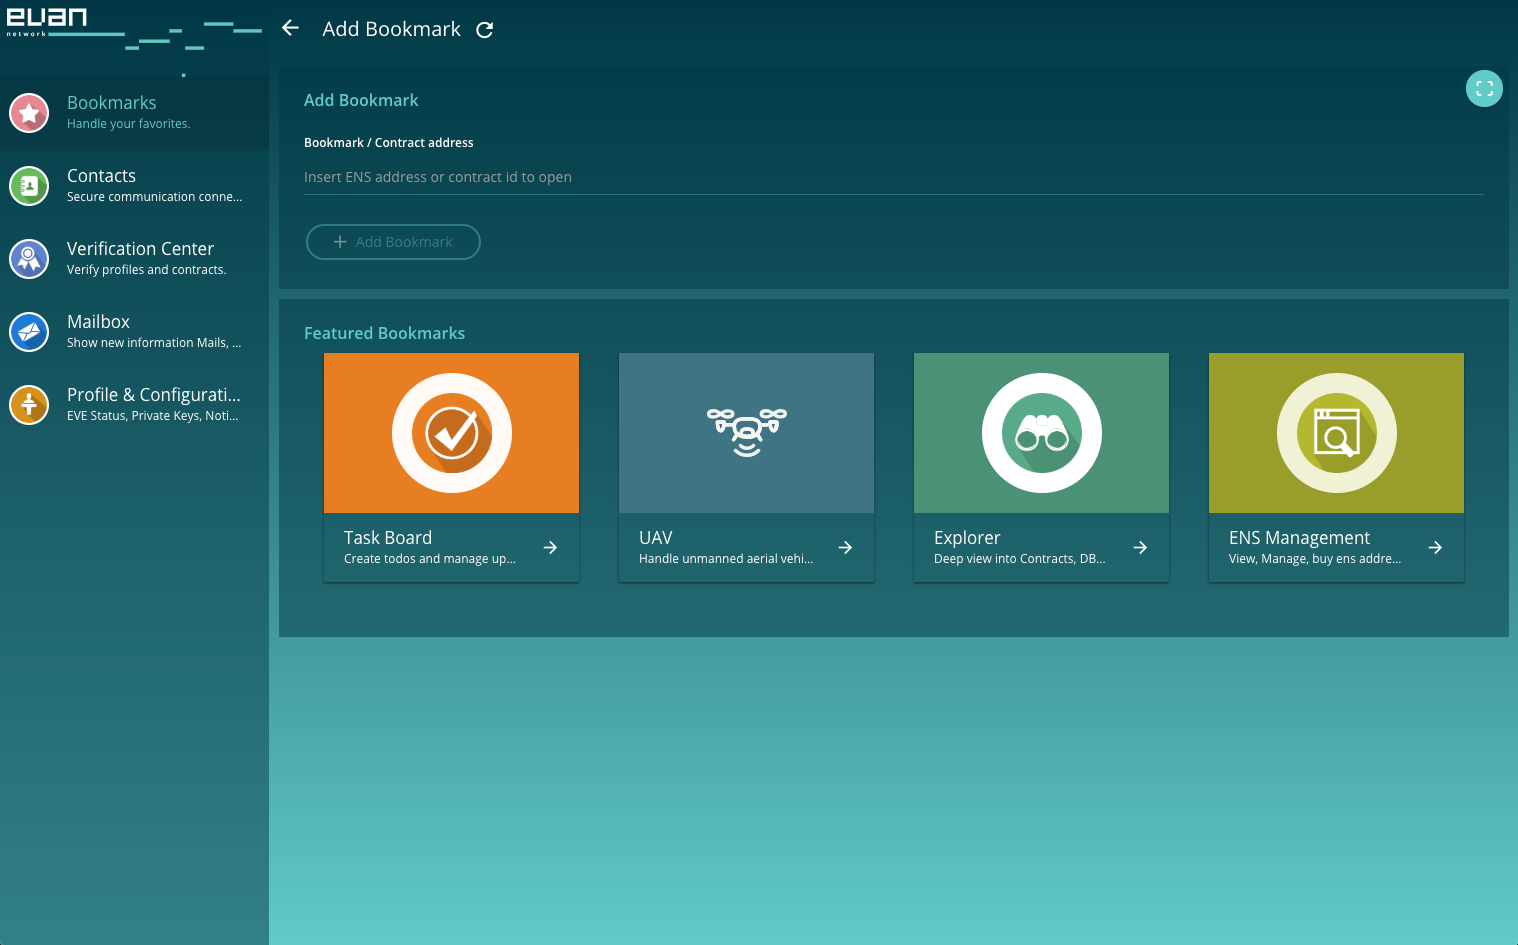 evan
network
Add Bookmark
Bookmarks
Handle your favorites.
Contacts
Secure communication conne...
Verification Center
Verify profiles and contracts.
Mailbox
Show new information Mails, ...
Profile & Configurati...
EVE Status, Private Keys, Noti...
Add Bookmark
Bookmark / Contract address
Insert ENS address or contract id to open
Add Bookmark
Featured Bookmarks
Task Board
Create todos and manage up...
UAV
Handle unmanned aerial vehi...
Explorer
Deep view into Contracts, DB...
ENS Management
View, Manage, buy ens addre...